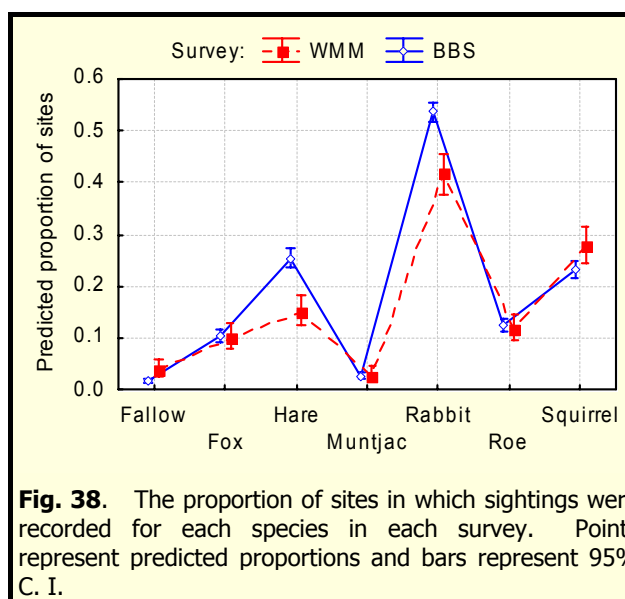 Survey: WMM BBS
Predicted proportion of sites
0.6
0.5
0.4
0.3
0.2
0.1
0.0
Fallow Hare Rabbit Squirrel
Fox Muntjac Roe
Fig. 38. The proportion of sites in which sightings wer
recorded for each species in each survey. Point
represent predicted proportions and bars represent 95%
C. I.